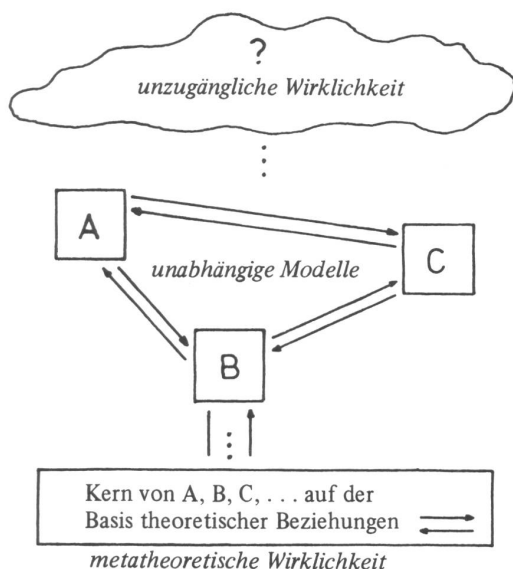 ?
unzugängliche Wirklichkeit
A
C
unabhängige Modelle
B
Kern von A, B, C, . . . auf der
Basis theoretischer Beziehungen
metatheoretische Wirklichkeit